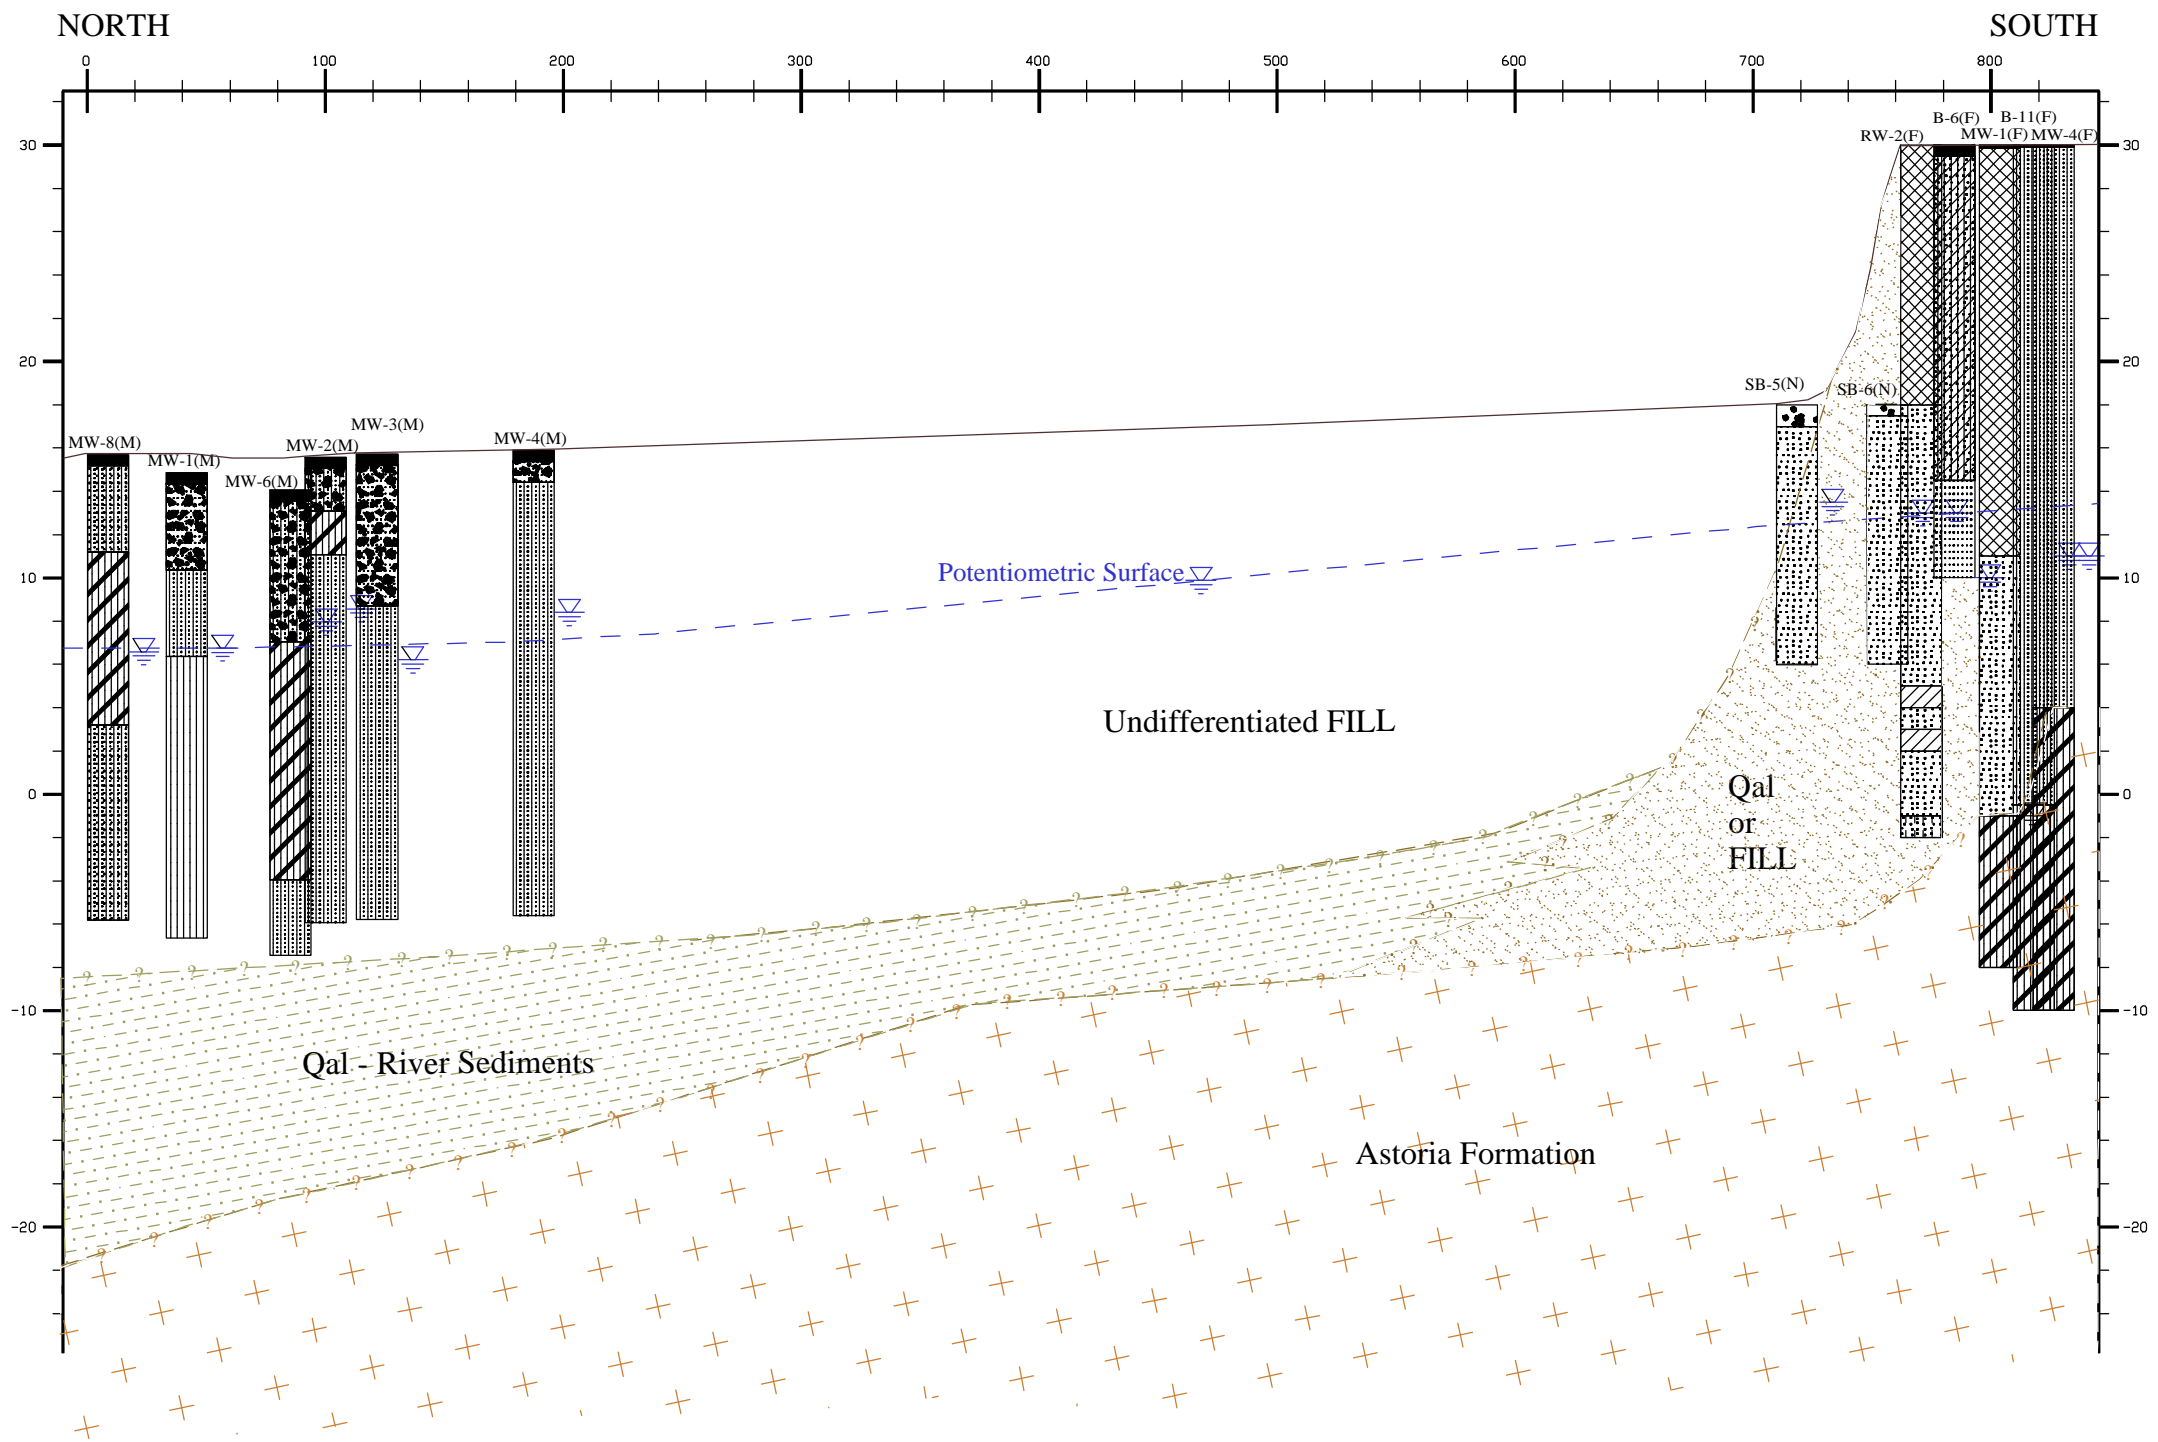 NORTH SOUTH
0 100 200 300 400 500 600 700 800
B-6(F) B-11(F)
RW-2(F) MW-1(F) MW-4(F)
30 30
20 20
SB-5(N) SB-6(N)
MW-3(M)
MW-8(M) MW-2(M) MW-4(M)
MW-1(M)
MW-6(M)
10 Potentiometric Surface 10
Undifferentiated FILL
0 0
Qal
or
FILL
-10 -10
Qal - River Sediments
Astoria Formation
-20 -20